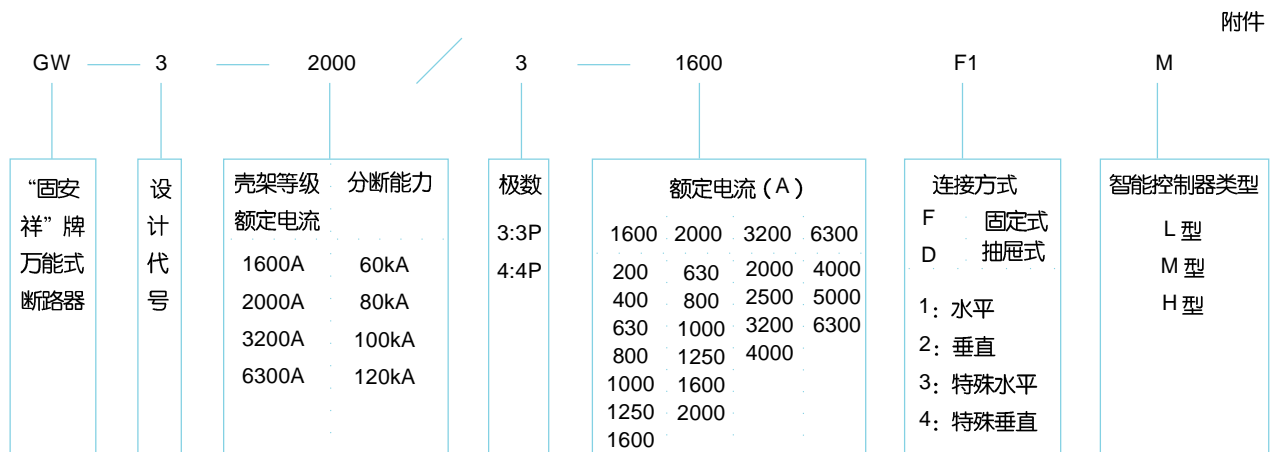 附件
GW 3 2000 3 1600 F1 M
“固安
祥”牌
万能式
断路器
设
计
代
号
壳架等级 分断能力
额定电流
1600A 60kA
2000A 80kA
3200A 100kA
6300A 120kA
极数
3:3P
4:4P
额定电流（A）
1600 2000 3200 6300
200 630 2000 4000
400 800 2500 5000
630 1000 3200 6300
800 1250 4000
1000 1600
1250 2000
1600
连接方式
F 固定式
D 抽屉式
1：水平
2：垂直
3：特殊水平
4：特殊垂直
智能控制器类型
L型
M型
H型